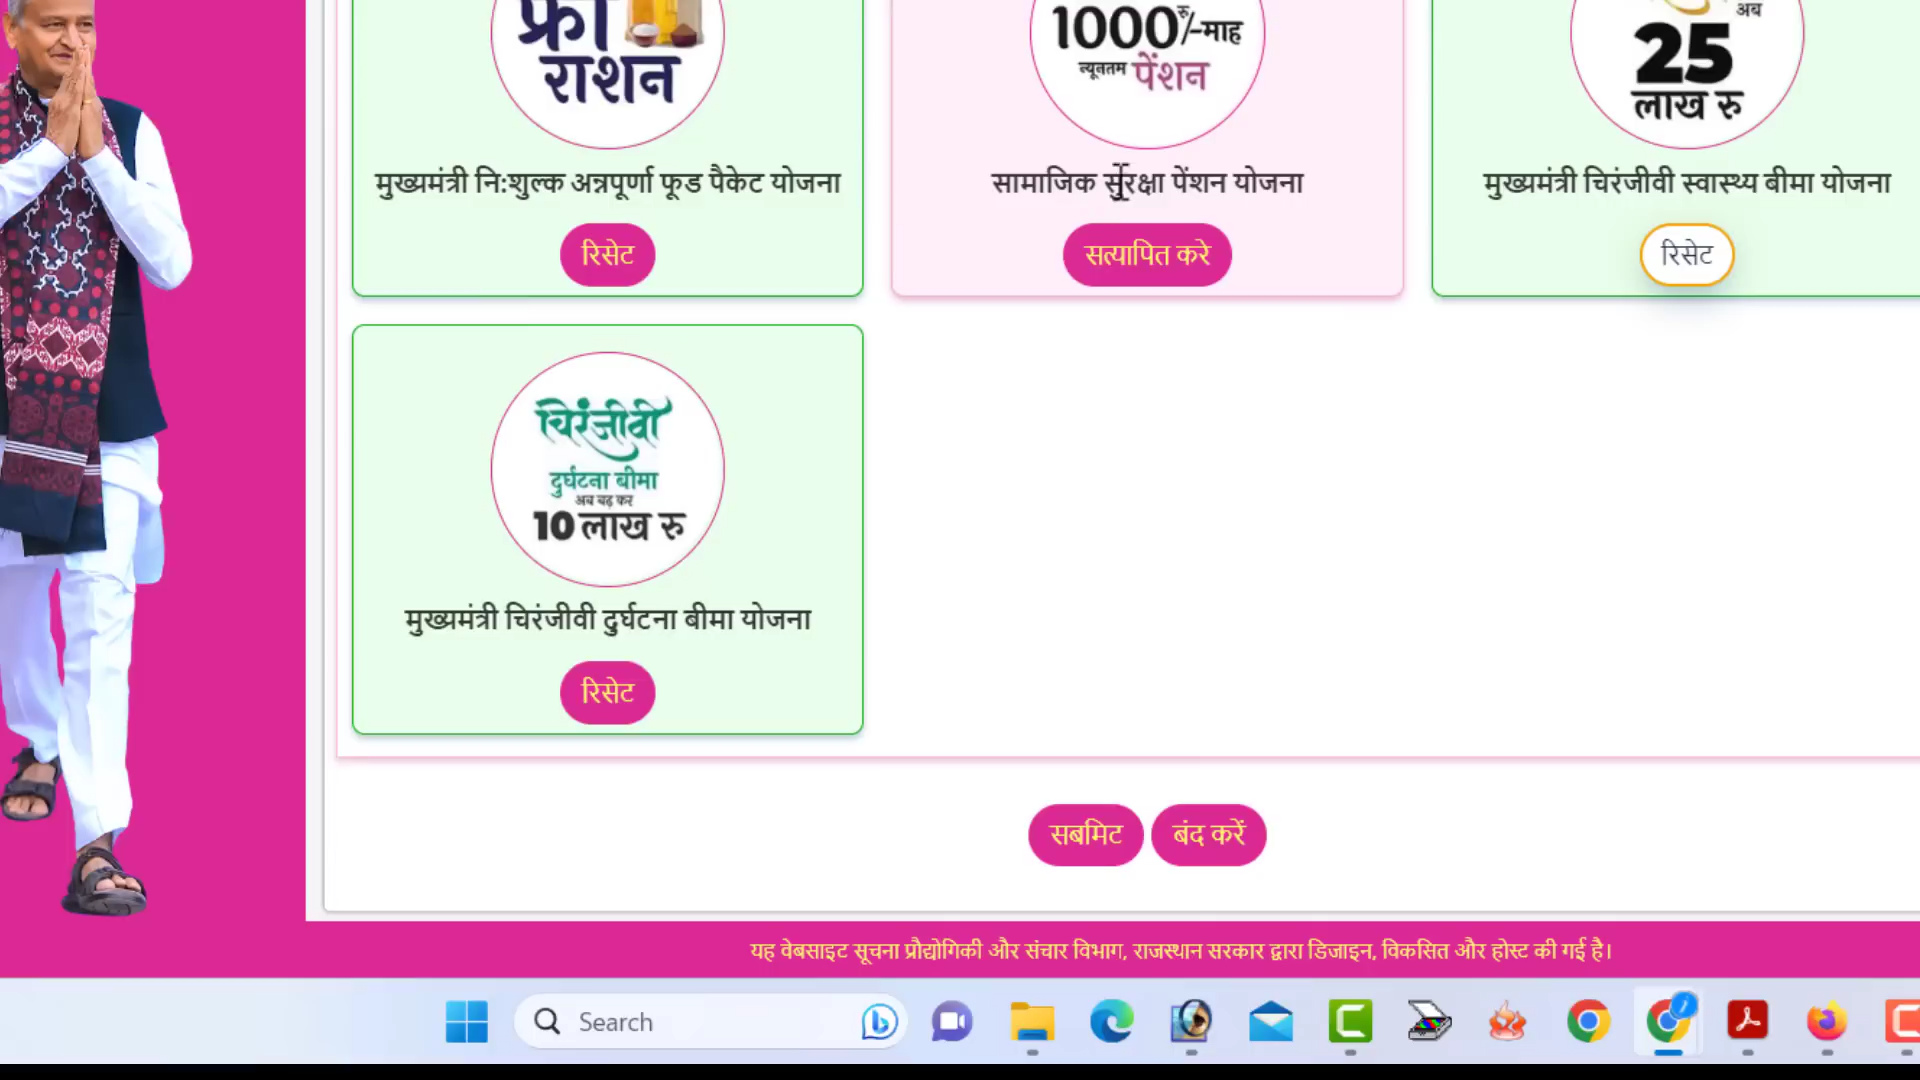 फ्री
राशन
1000रु/-माह
न्यूनतम पेंशन
अब
25
लाख रु
मुख्यमंत्री नि:शुल्क अन्नपूर्णा फूड पैकेट योजना
सामाजिक सुरक्षा पेंशन योजना
मुख्यमंत्री चिरंजीवी स्वास्थ्य बीमा योजना
रिसेट
सत्यापित करे
रिसेट
चिरंजीवी
दुर्घटना बीमा
अब बढ़ कर
10 लाख रु
मुख्यमंत्री चिरंजीवी दुर्घटना बीमा योजना
रिसेट
सबमिट
बंद करें
यह वेबसाइट सूचना प्रौद्योगिकी और संचार विभाग, राजस्थान सरकार द्वारा डिजाइन, विकसित और होस्ट की गई है।
Search